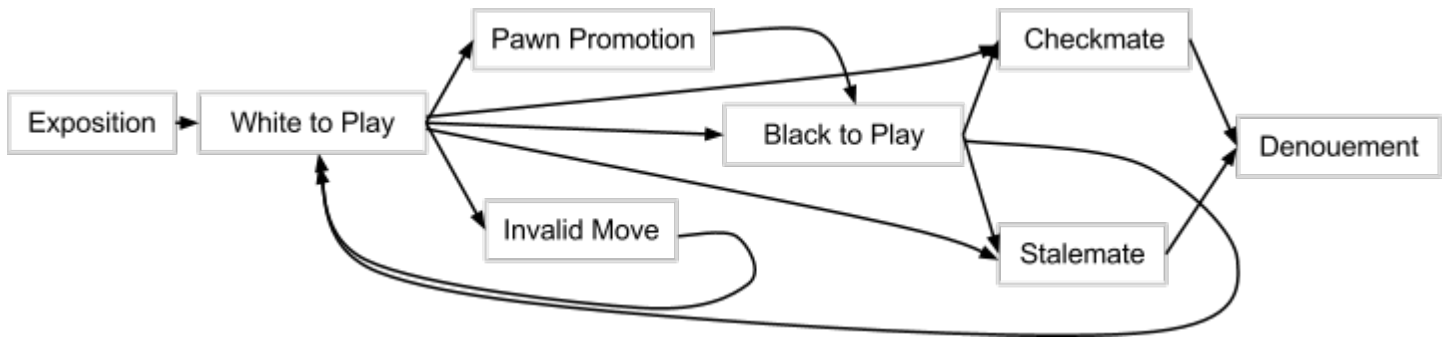 Pawn Promotion
Checkmate
Exposition
White to Play
Black to Play
Denouement
Invalid Move
Stalemate